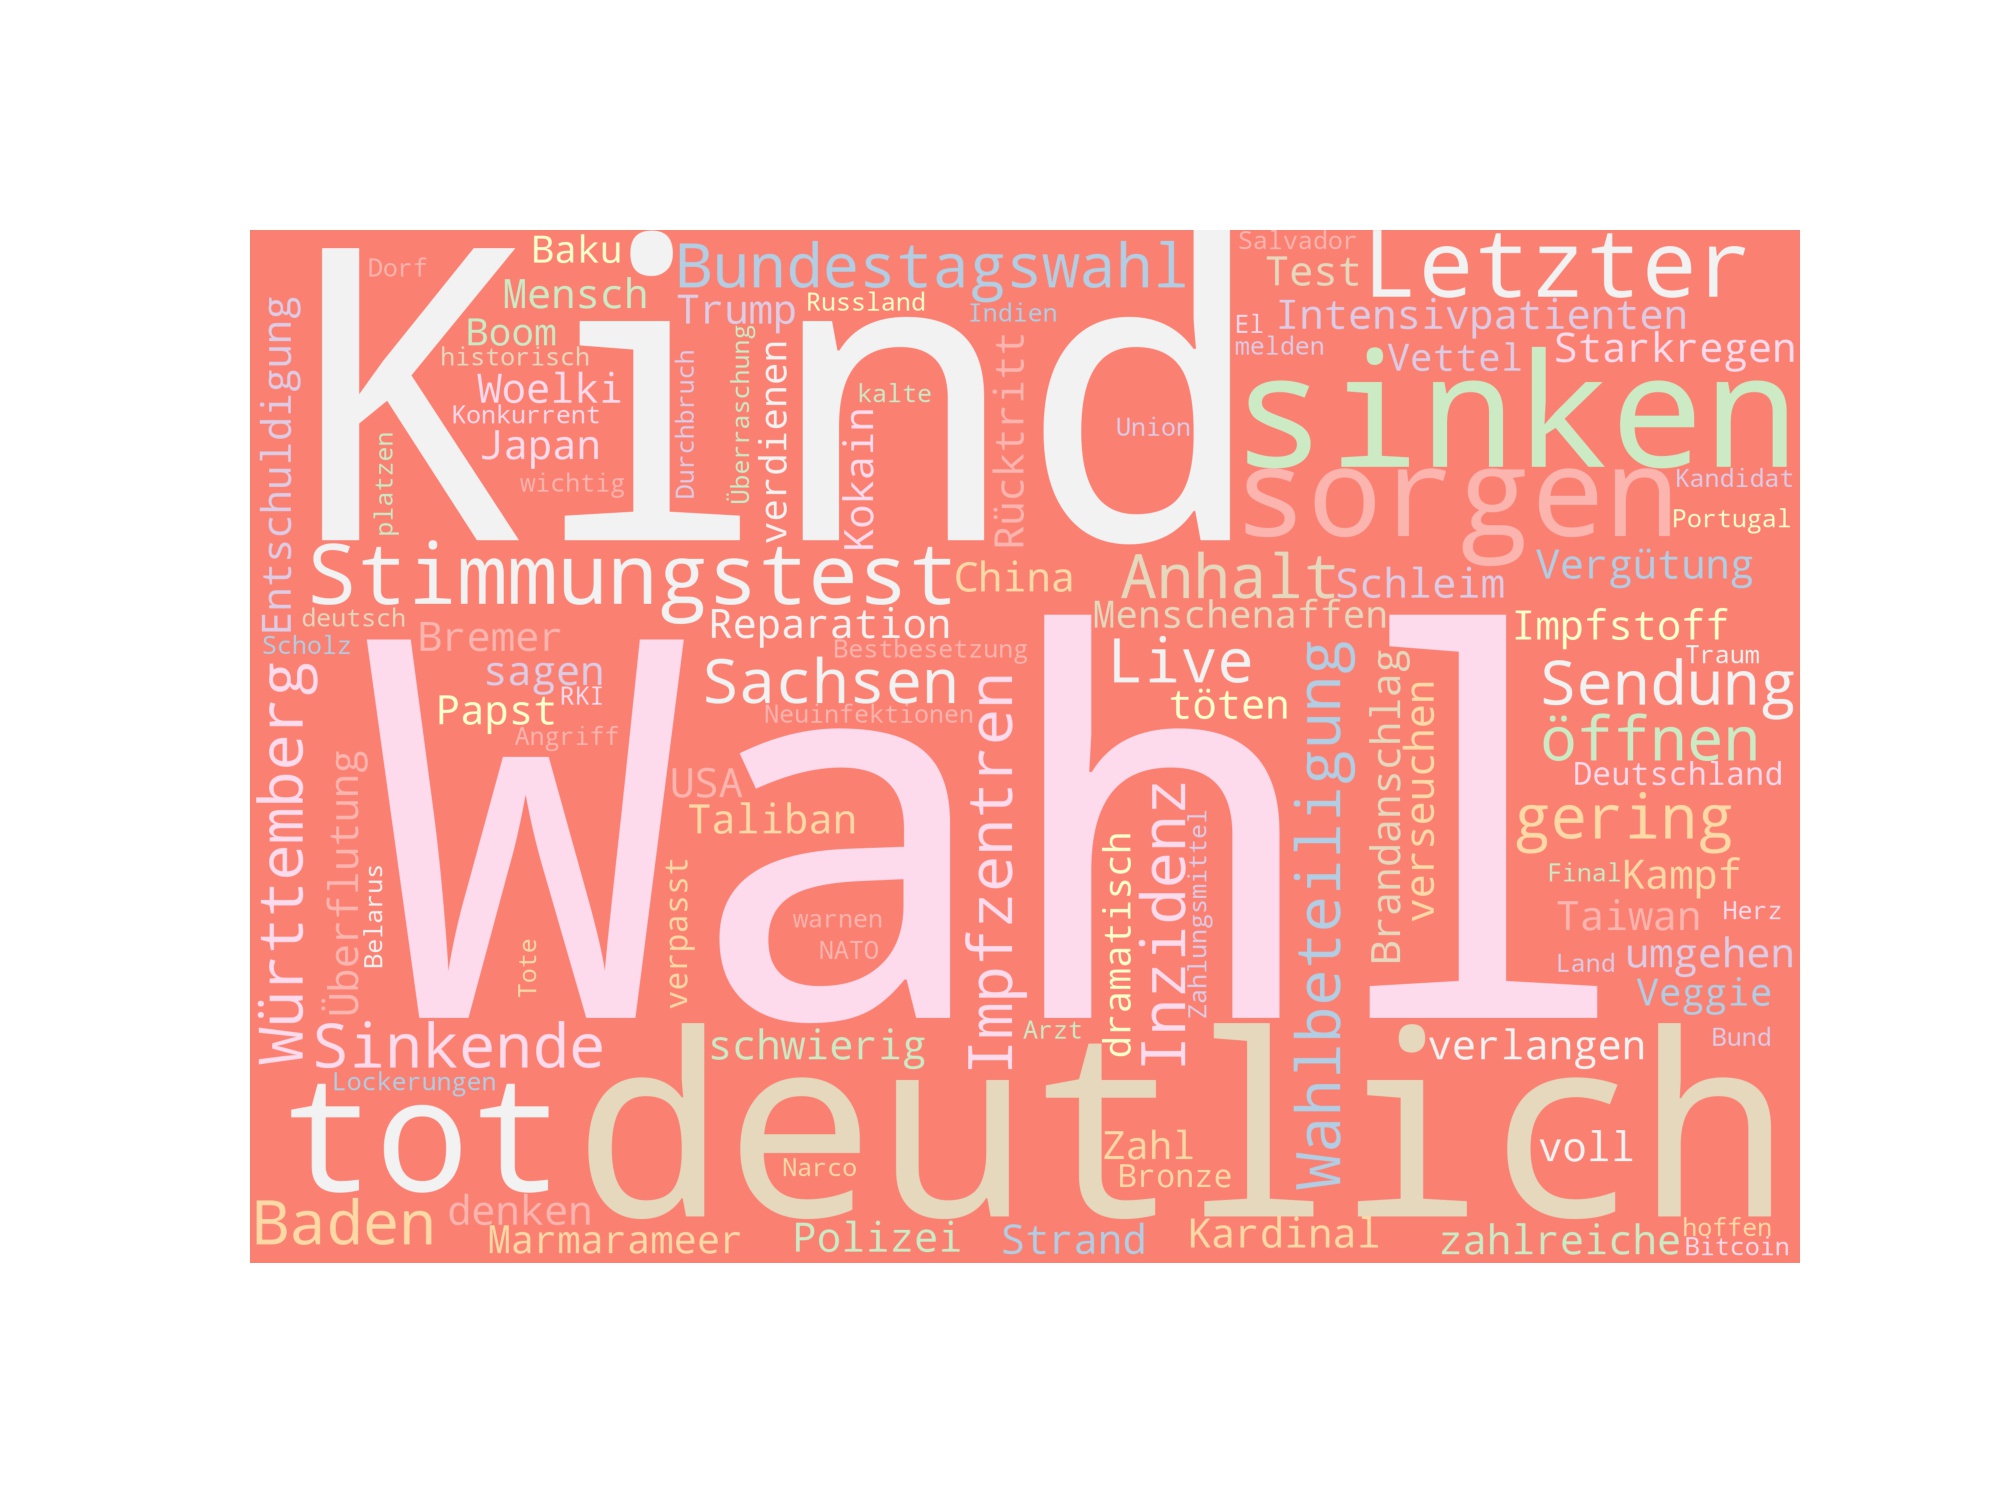 Kind
Wahl
deutlich
sinken
sorgen
tot
Letzter
Stimmungstest
Bundestagswahl
Sachsen
Anhalt
Live
Sendung
öffnen
gering
Sinkende
Baden
Württemberg
Impfzentren
Inzidenz
Wahlbeteiligung
Dorf
Baku
Mensch
Boom
historisch
Woelki
Konkurrent
Japan
wichtig
platzen
Entschuldigung
Trump
Russland
Indien
Durchbruch
Überraschung
verdienen
Kokain
kalte
Rücktritt
Union
Salvador
Test
El
Intensivpatienten
melden
Vettel
Starkregen
Kandidat
Portugal
China
Schleim
Vergütung
Menschenaffen
Impfstoff
Traum
deutsch
Scholz
Bremer
sagen
RKI
Papst
Angriff
Reparation
Bestbesetzung
Neuinfektionen
töten
Deutschland
USA
Taliban
Überflutung
Belarus
Tote
verpasst
warnen
NATO
dramatisch
Zahlungsmittel
Brandanschlag
verseuchen
Final
Kampf
Taiwan
Herz
Land
umgehen
Veggie
Bund
verlangen
Arzt
schwierig
Lockerungen
Narco
Zahl
Bronze
voll
denken
Marmarameer
Polizei
Strand
Kardinal
zahlreiche
hoffen
Bitcoin